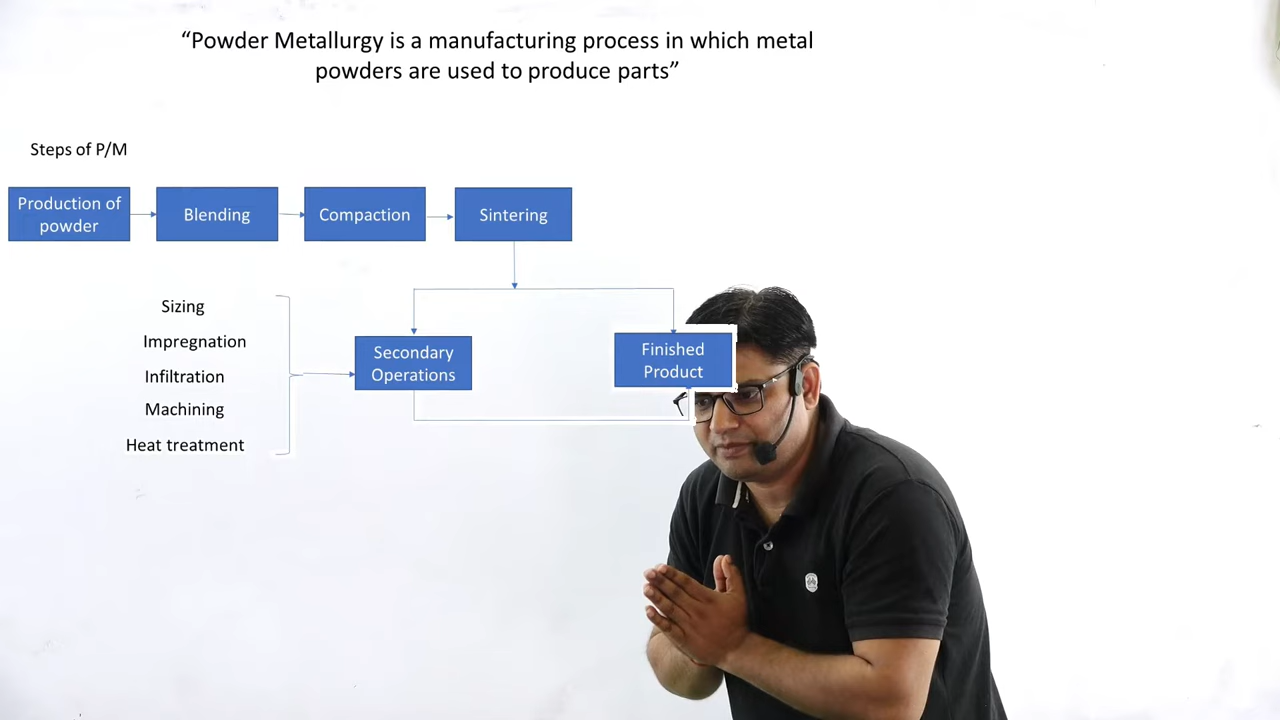 “Powder Metallurgy is a manufacturing process in which metal
powders are used to produce parts”
Steps of P/M
Production of
powder
Blending
Compaction
Sintering
Sizing
Impregnation
Infiltration
Machining
Heat treatment
Secondary
Operations
Finished
Product